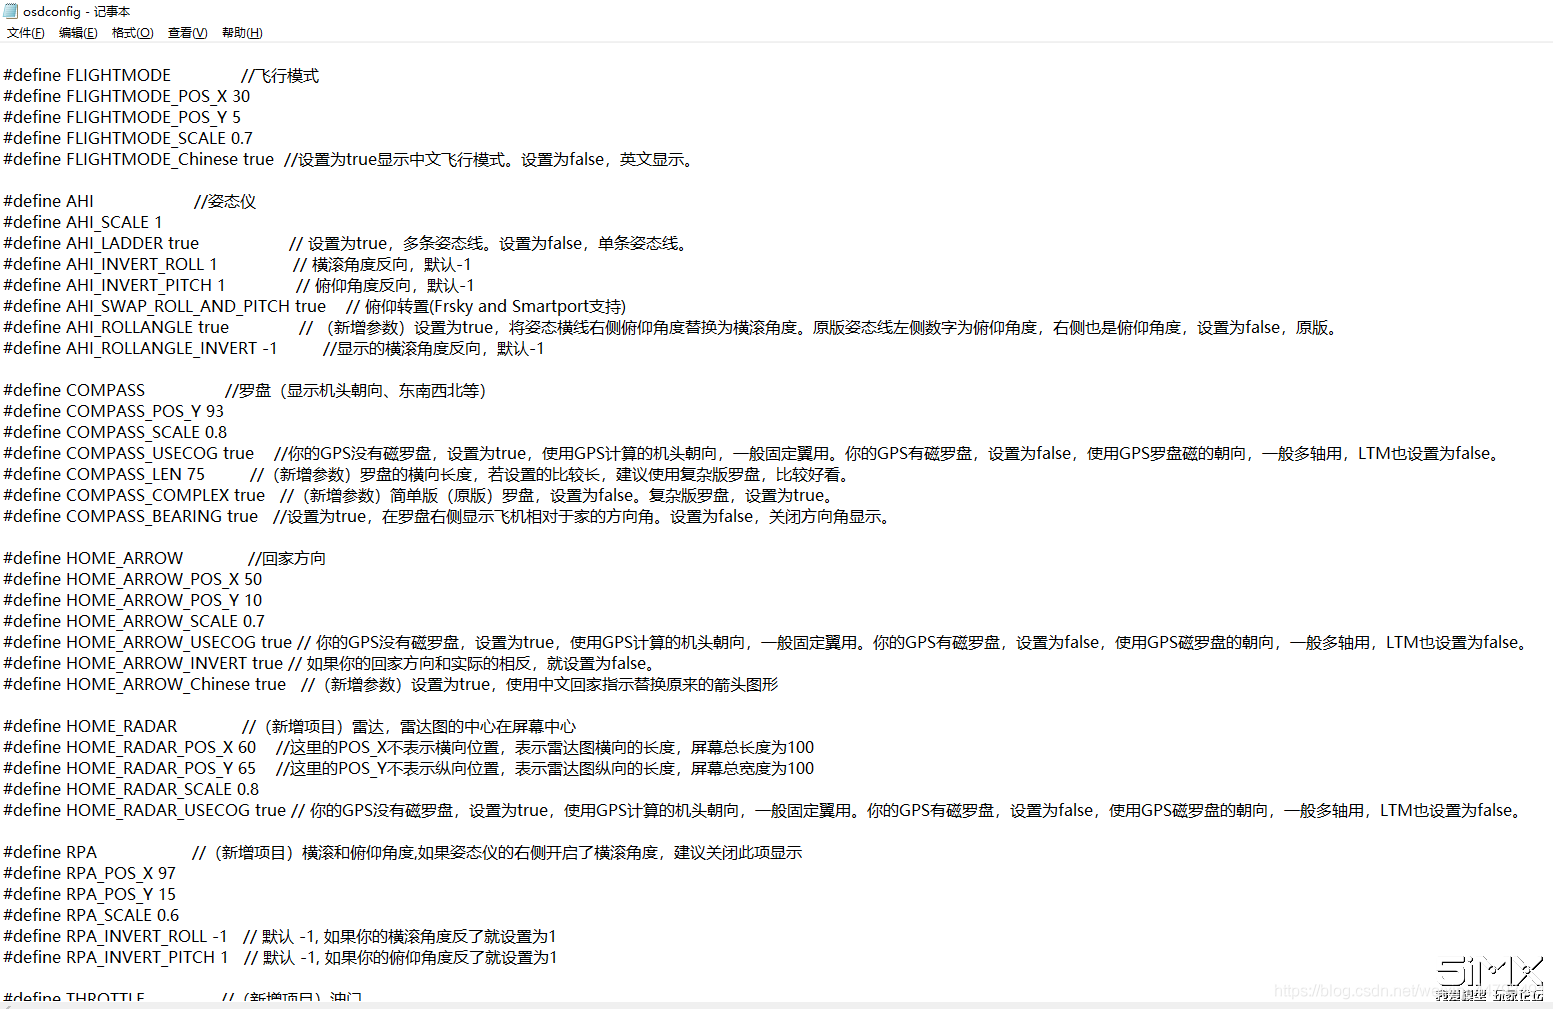 osdconfig - 记事本
文件(F) 编辑(E) 格式(O) 查看(V) 帮助(H)
#define FLIGHTMODE //飞行模式
#define FLIGHTMODE_POS_X 30
#define FLIGHTMODE_POS_Y 5
#define FLIGHTMODE_SCALE 0.7
#define FLIGHTMODE_Chinese true //设置为true显示中文飞行模式。设置为false，英文显示。
#define AHI //姿态仪
#define AHI_SCALE 1
#define AHI_LADDER true // 设置为true，多条姿态线。设置为false，单条姿态线。
#define AHI_INVERT_ROLL 1 // 横滚角度反向，默认-1
#define AHI_INVERT_PITCH 1 // 俯仰角度反向，默认-1
#define AHI_SWAP_ROLL_AND_PITCH true // 俯仰转置(Frsky and Smartport支持)
#define AHI_ROLLANGLE true // （新增参数）设置为true，将姿态横线右侧俯仰角度替换为横滚角度。原版姿态线左侧数字为俯仰角度，右侧也是俯仰角度，设置为false，原版。
#define AHI_ROLLANGLE_INVERT -1 //显示的横滚角度反向，默认-1
#define COMPASS //罗盘（显示机头朝向、东南西北等）
#define COMPASS_POS_Y 93
#define COMPASS_SCALE 0.8
#define COMPASS_USECOG true //你的GPS没有磁罗盘，设置为true，使用GPS计算的机头朝向，一般固定翼用。你的GPS有磁罗盘，设置为false，使用GPS罗盘磁的朝向，一般多轴用，LTM也设置为false。
#define COMPASS_LEN 75 //（新增参数）罗盘的横向长度，若设置的比较长，建议使用复杂版罗盘，比较好看。
#define COMPASS_COMPLEX true //（新增参数）简单版（原版）罗盘，设置为false。复杂版罗盘，设置为true。
#define COMPASS_BEARING true //设置为true，在罗盘右侧显示飞机相对于家的方向角。设置为false，关闭方向角显示。
#define HOME_ARROW //回家方向
#define HOME_ARROW_POS_X 50
#define HOME_ARROW_POS_Y 10
#define HOME_ARROW_SCALE 0.7
#define HOME_ARROW_USECOG true // 你的GPS没有磁罗盘，设置为true，使用GPS计算的机头朝向，一般固定翼用。你的GPS有磁罗盘，设置为false，使用GPS磁罗盘的朝向，一般多轴用，LTM也设置为false。
#define HOME_ARROW_INVERT true // 如果你的回家方向和实际的相反，就设置为false。
#define HOME_ARROW_Chinese true //（新增参数）设置为true，使用中文回家指示替换原来的箭头图形
#define HOME_RADAR //（新增项目）雷达，雷达图的中心在屏幕中心
#define HOME_RADAR_POS_X 60 //这里的POS_X不表示横向位置，表示雷达图横向的长度，屏幕总长度为100
#define HOME_RADAR_POS_Y 65 //这里的POS_Y不表示纵向位置，表示雷达图纵向的长度，屏幕总宽度为100
#define HOME_RADAR_SCALE 0.8
#define HOME_RADAR_USECOG true // 你的GPS没有磁罗盘，设置为true，使用GPS计算的机头朝向，一般固定翼用。你的GPS有磁罗盘，设置为false，使用GPS磁罗盘的朝向，一般多轴用，LTM也设置为false。
#define RPA //（新增项目）横滚和俯仰角度,如果姿态仪的右侧开启了横滚角度，建议关闭此项显示
#define RPA_POS_X 97
#define RPA_POS_Y 15
#define RPA_SCALE 0.6
#define RPA_INVERT_ROLL -1 // 默认 -1, 如果你的横滚角度反了就设置为1
#define RPA_INVERT_PITCH 1 // 默认 -1, 如果你的俯仰角度反了就设置为1
#define THROTTLE //（新增项目）油门
5iMX
我爱模型 玩家论坛